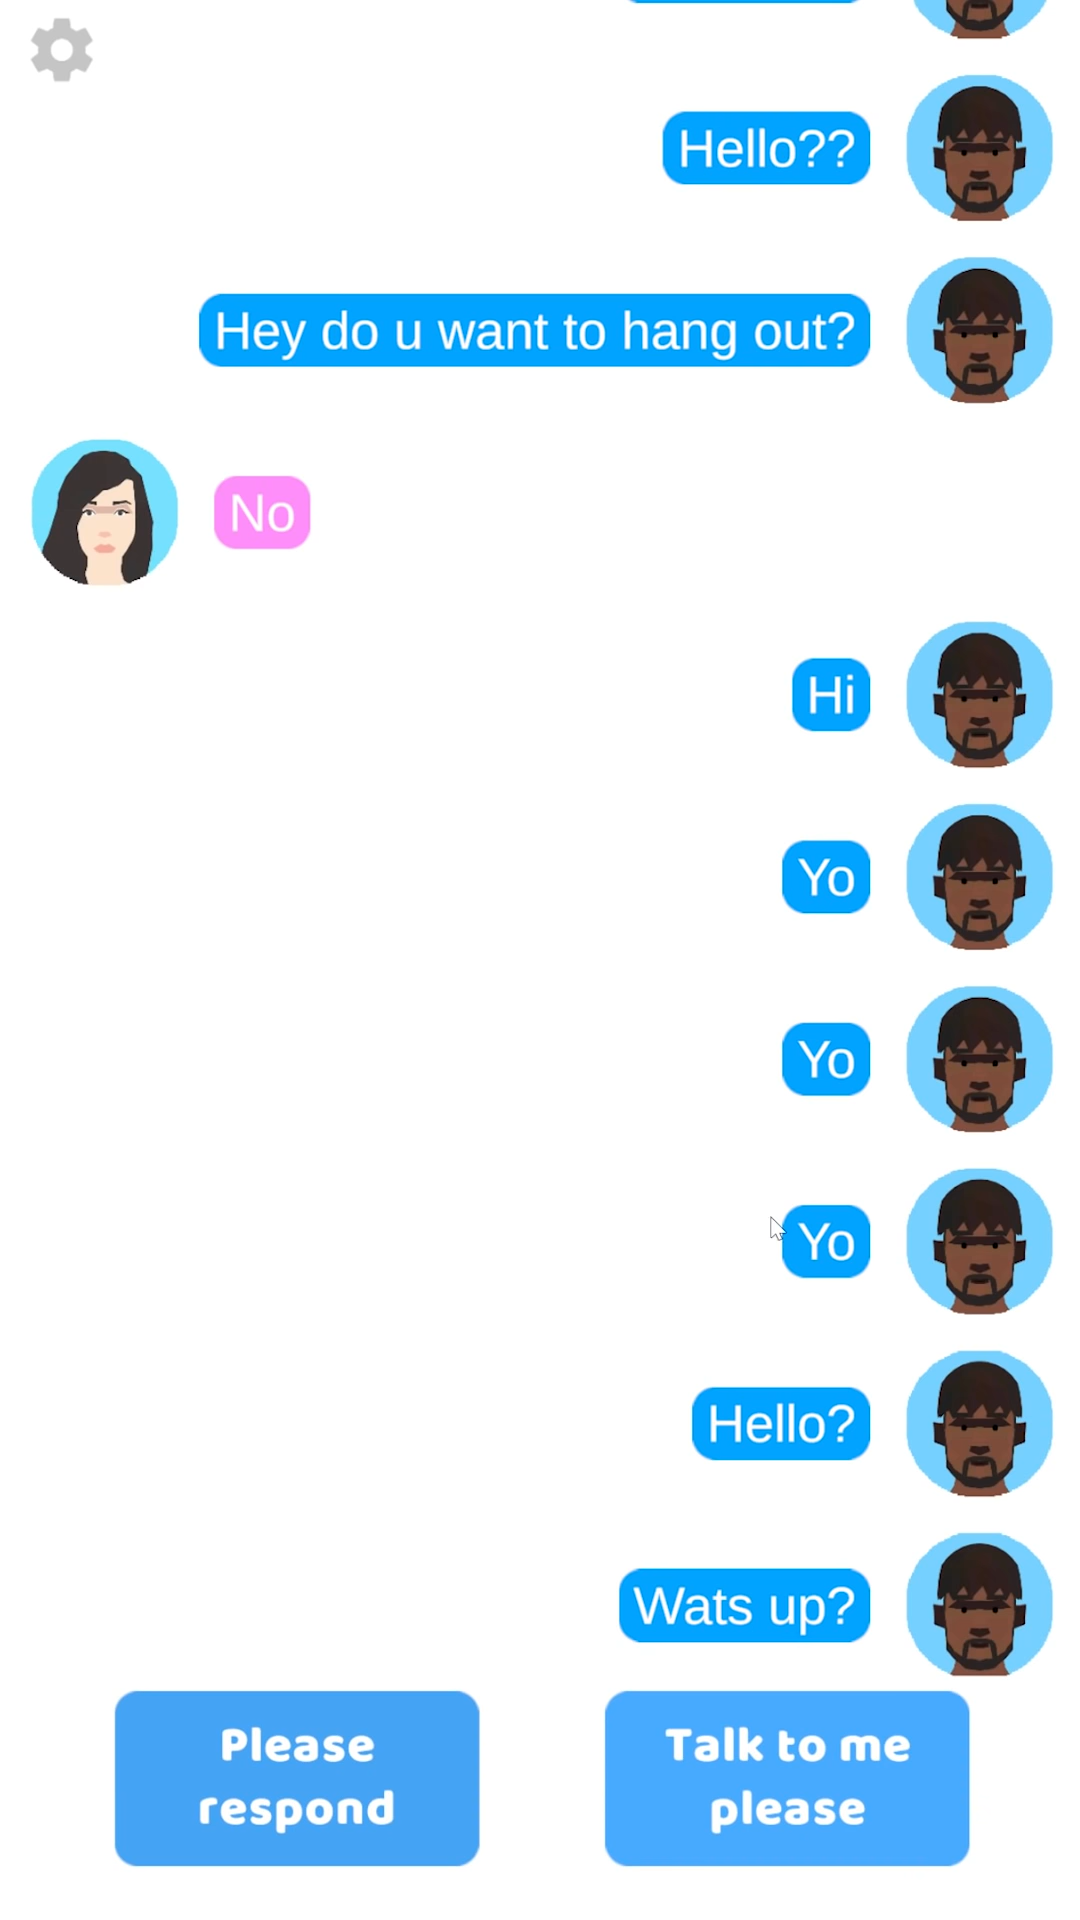 Hello??
Hey do u want to hang out?
No
Hi
Yo
Yo
Yo
Hello?
Wats up?
Please
respond
Talk to me
please